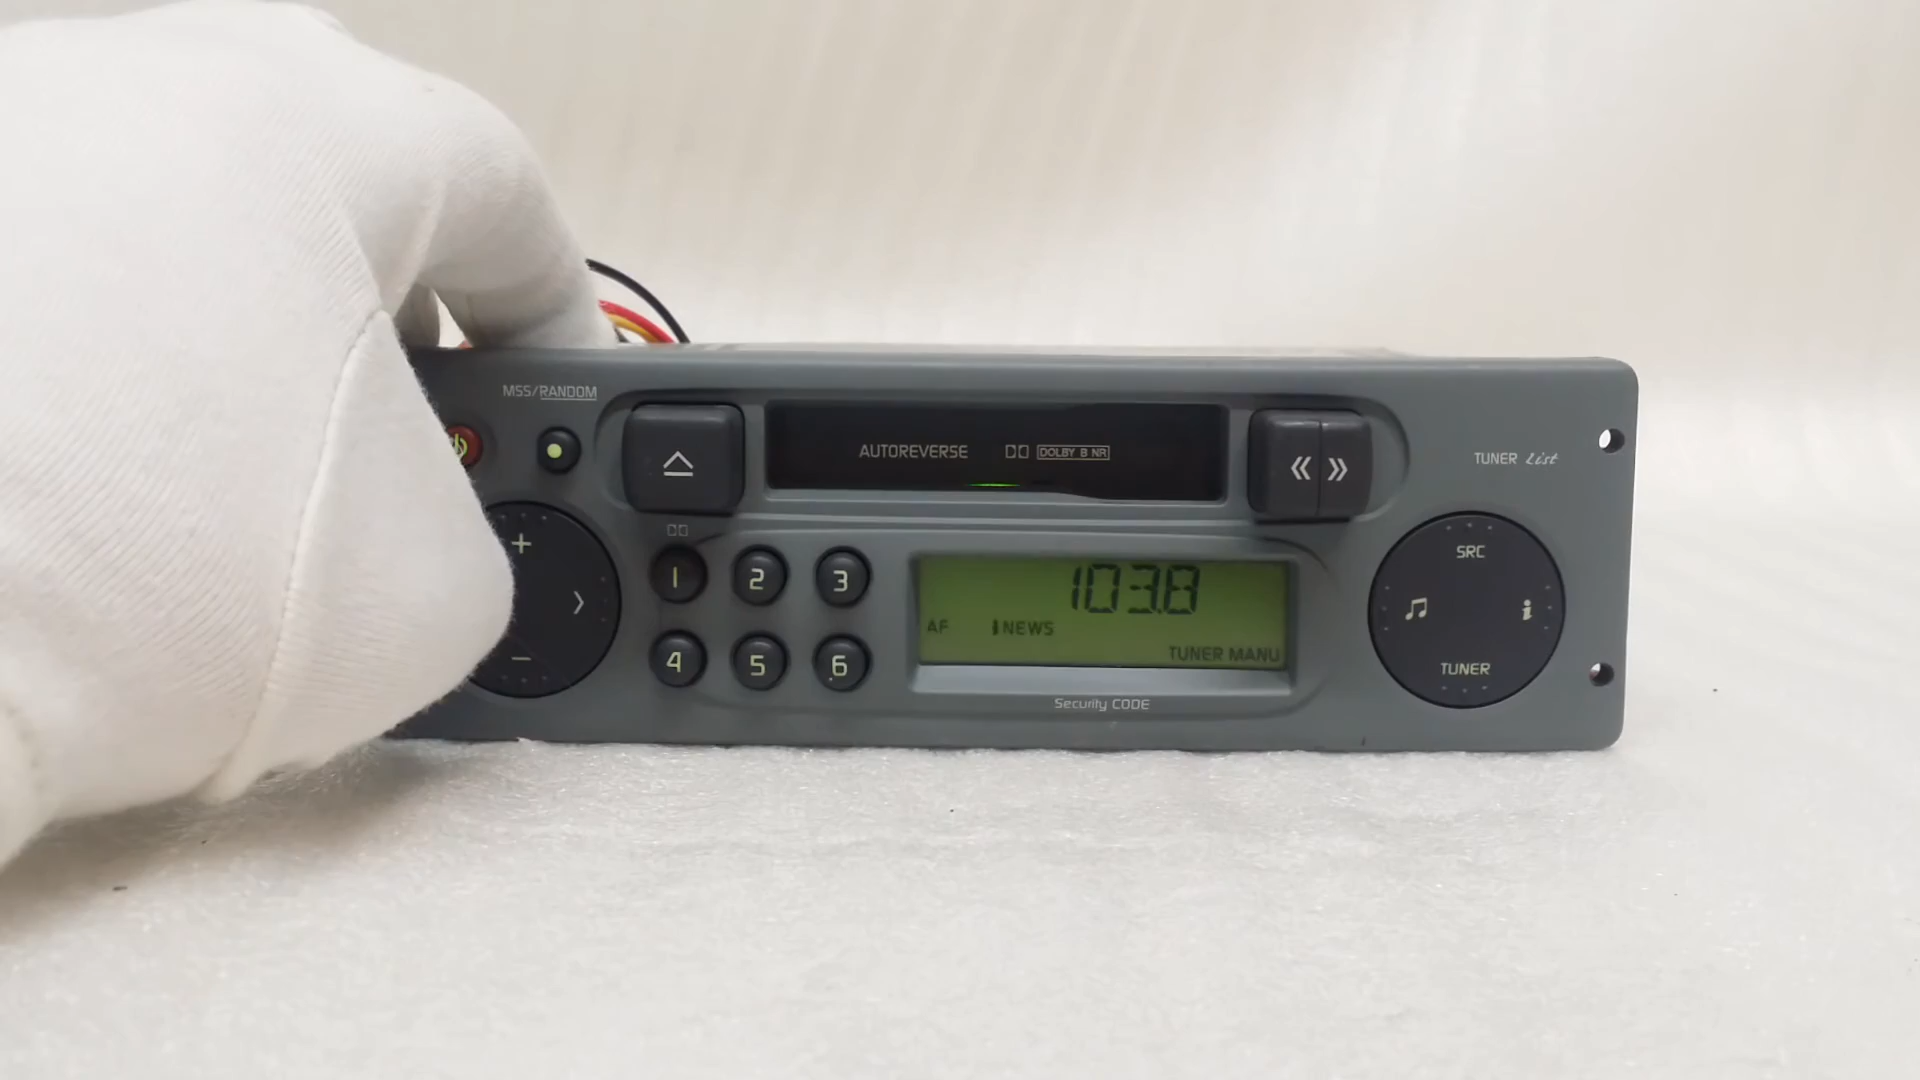 MSS/RANDOM
AUTOREVERSE DOLBY B NR
TUNER List
+
1 2 3
103.8
SRC
AF i NEWS
i
4 5 6
TUNER MANU
TUNER
−
Security CODE